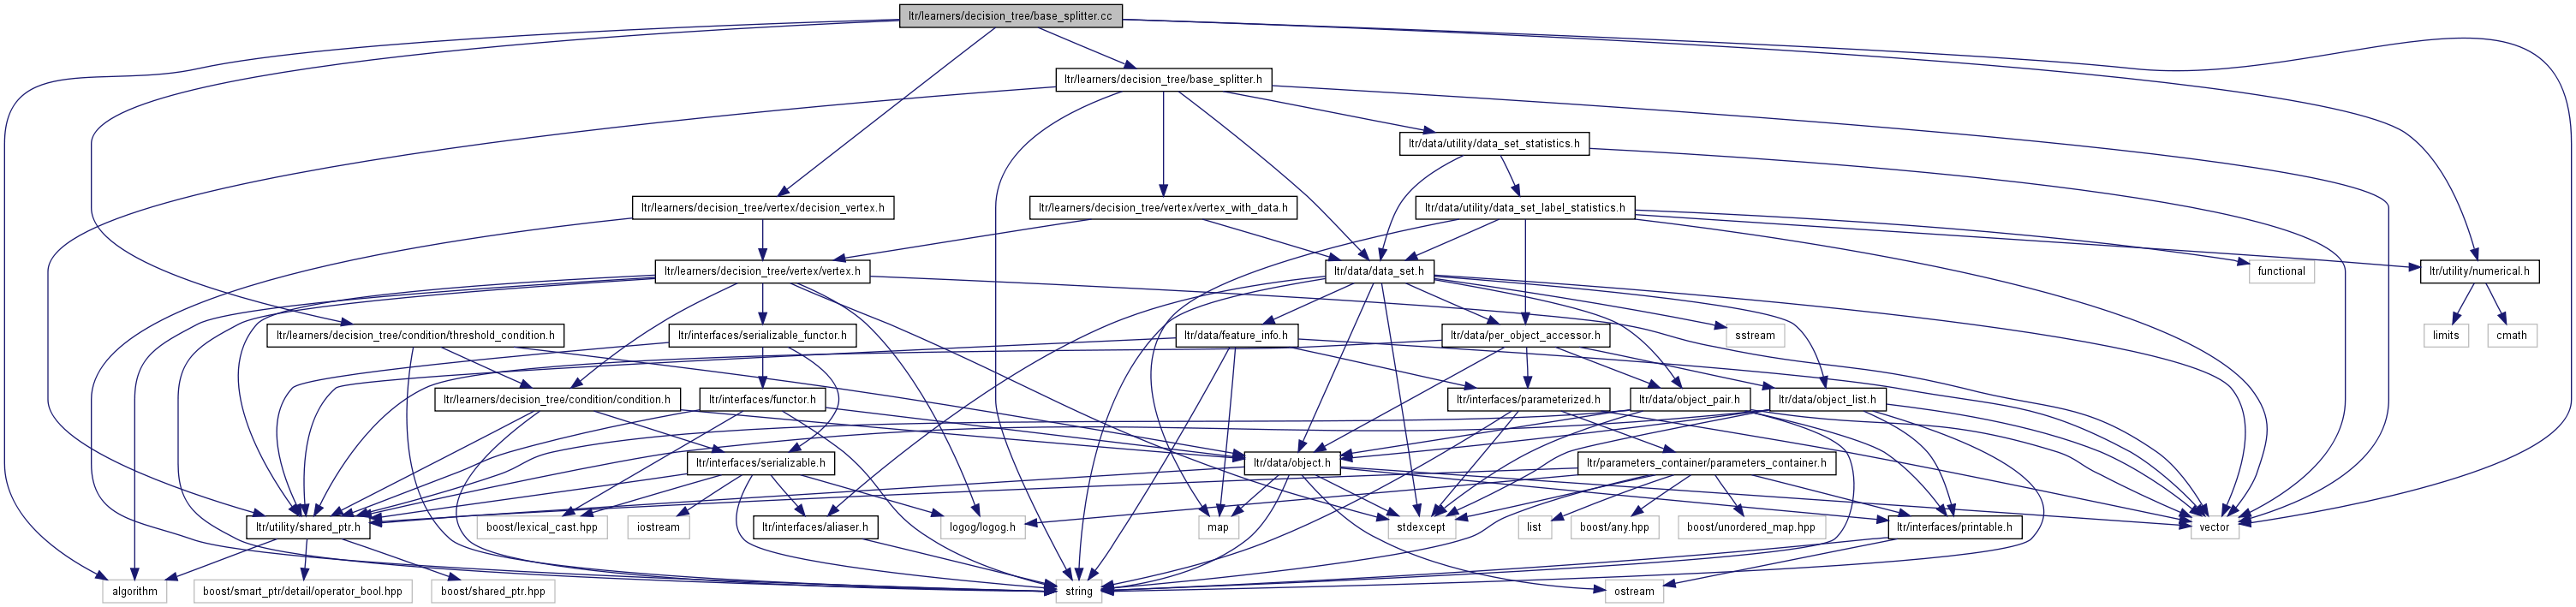 ltr/learners/decision_tree/base_splitter.cc
ltr/learners/decision_tree/base_splitter.h
ltr/data/utility/data_set_statistics.h
ltr/learners/decision_tree/vertex/decision_vertex.h
ltr/learners/decision_tree/vertex/vertex_with_data.h
ltr/data/utility/data_set_label_statistics.h
ltr/learners/decision_tree/vertex/vertex.h
ltr/data/data_set.h
functional
ltr/utility/numerical.h
ltr/learners/decision_tree/condition/threshold_condition.h
ltr/interfaces/serializable_functor.h
ltr/data/feature_info.h
ltr/data/per_object_accessor.h
sstream
limits
cmath
ltr/learners/decision_tree/condition/condition.h
ltr/interfaces/functor.h
ltr/interfaces/parameterized.h
ltr/data/object_pair.h
ltr/data/object_list.h
ltr/interfaces/serializable.h
ltr/data/object.h
ltr/parameters_container/parameters_container.h
ltr/utility/shared_ptr.h
boost/lexical_cast.hpp
iostream
ltr/interfaces/aliaser.h
logog/logog.h
map
stdexcept
list
boost/any.hpp
boost/unordered_map.hpp
ltr/interfaces/printable.h
vector
algorithm
boost/smart_ptr/detail/operator_bool.hpp
boost/shared_ptr.hpp
string
ostream